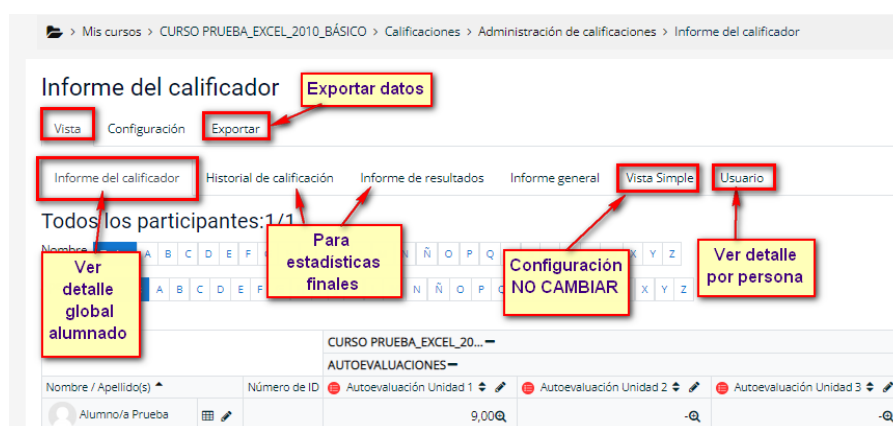 > Mis cursos > CURSO PRUEBA_EXCEL_2010_BÁSICO > Calificaciones > Administración de calificaciones > Informe del calificador
Informe del calificador
Exportar datos
Vista Configuración Exportar
Informe del calificador Historial de calificación Informe de resultados Informe general Vista Simple Usuario
Todos los participantes:1/1
Nombre A B C D E F N Ñ O P Q X Y Z
A B C D E F N Ñ O P Q X Y Z
Ver
detalle
global
alumnado
Para
estadísticas
finales
Configuración
NO CAMBIAR
Ver detalle
por persona
CURSO PRUEBA_EXCEL_20...
AUTOEVALUACIONES
Nombre / Apellido(s) Número de ID Autoevaluación Unidad 1 Autoevaluación Unidad 2 Autoevaluación Unidad 3
Alumno/a Prueba 9,00 - -